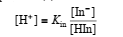 [H⁺] = K_in [In⁻]/[HIn]